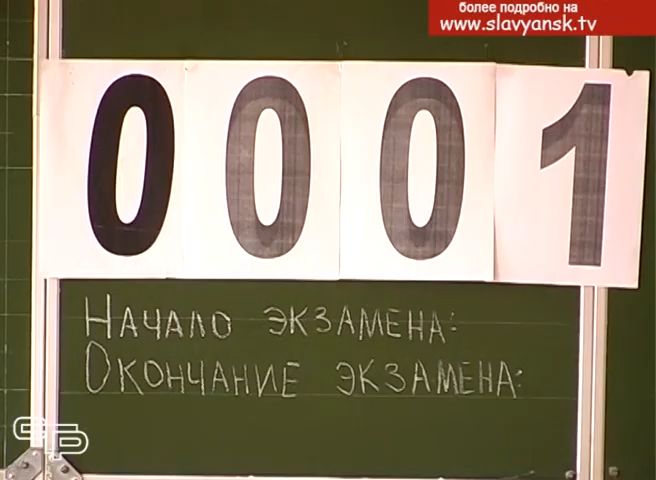 более подробно на
www.slavyansk.tv
0001
НАЧАЛО ЭКЗАМЕНА:
ОКОНЧАНИЕ ЭКЗАМЕНА: